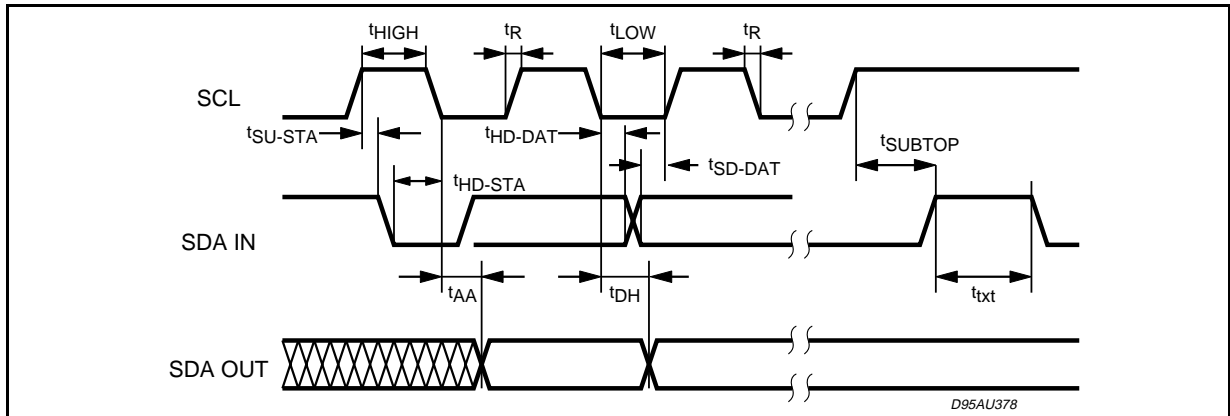 tHIGH tR tLOW tR
SCL
tSU-STA tHD-DAT tSUBTOP
tSD-DAT
tHD-STA
SDA IN
tAA tDH ttxt
SDA OUT
D95AU378